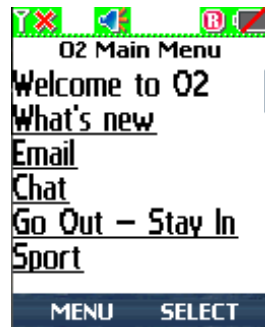 R
O2 Main Menu
Welcome to O2
What's new
Email
Chat
Go Out – Stay In
Sport
MENU SELECT